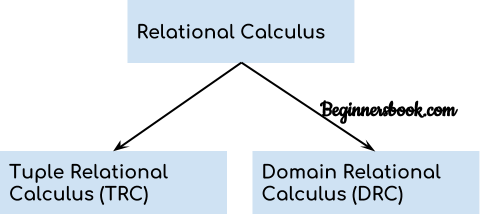 Relational Calculus
Beginnersbook.com
Tuple Relational
Calculus (TRC)
Domain Relational
Calculus (DRC)